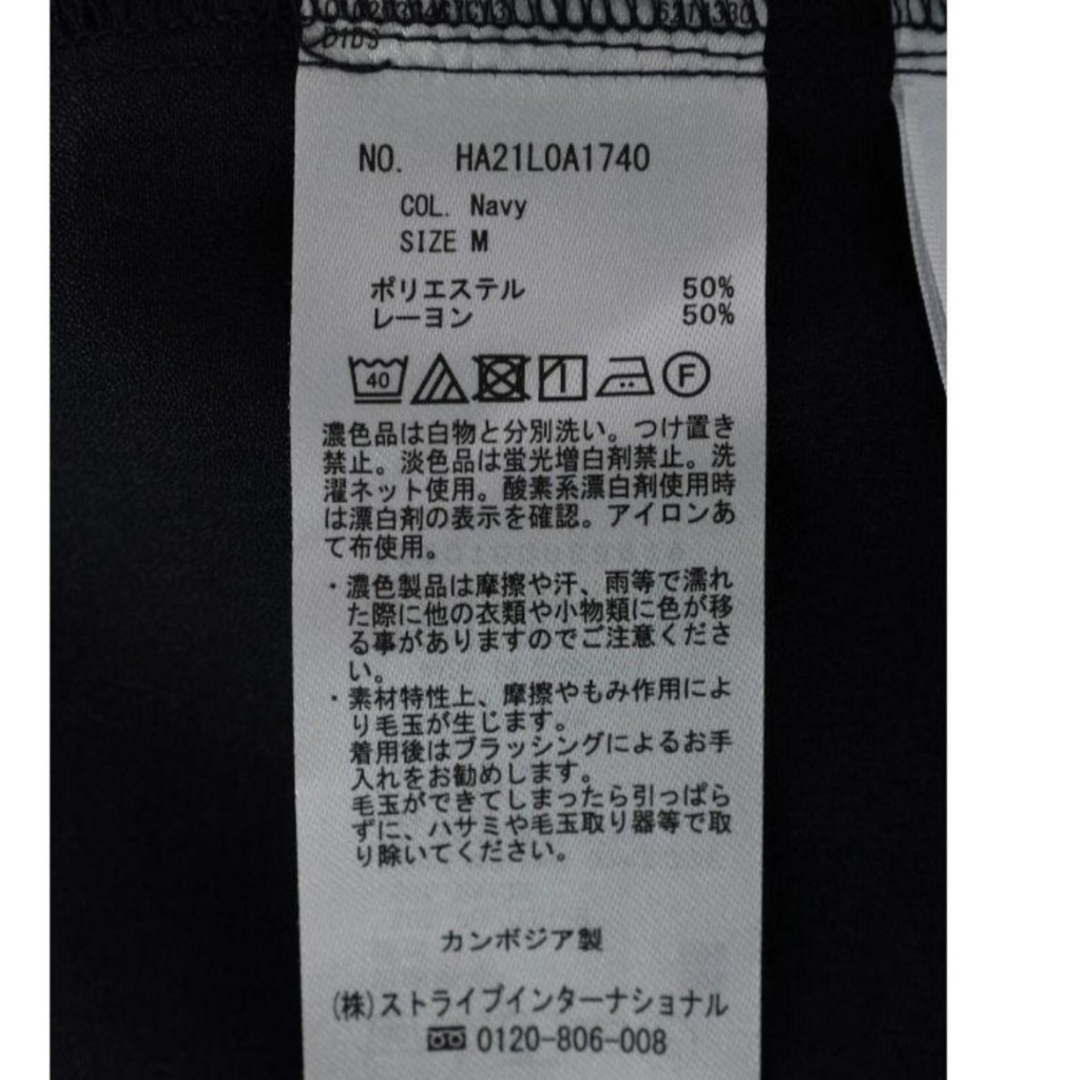 DIDS
NO. HA21L0A1740
COL. Navy
SIZE M
ポリエステル 50%
レーヨン 50%
40 F
濃色品は白物と分別洗い。つけ置き
禁止。淡色品は蛍光増白剤禁止。洗
濯ネット使用。酸素系漂白剤使用時
は漂白剤の表示を確認。アイロンあ
て布使用。
・濃色製品は摩擦や汗、雨等で濡れ
た際に他の衣類や小物類に色が移
る事がありますのでご注意くださ
い。
・素材特性上、摩擦やもみ作用によ
り毛玉が生じます。
着用後はブラッシングによるお手
入れをお勧めします。
毛玉ができてしまったら引っぱら
ずに、ハサミや毛玉取り器等で取
り除いてください。
カンボジア製
(株)ストライプインターナショナル
0120-806-008